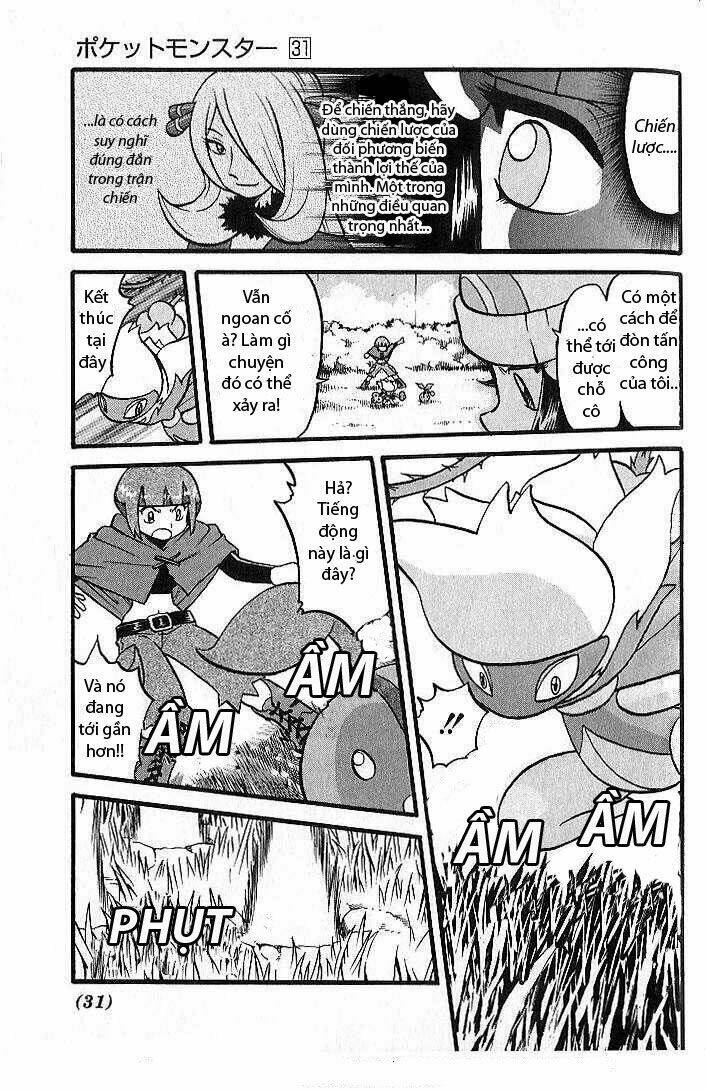 ポケットモンスター 31
Chiến
lược....
Để chiến thắng, hãy
dùng chiến lược của
đối phương biến
thành lợi thế của
mình. Một trong
những điều quan
trọng nhất...
...là có cách
suy nghĩ
đúng đắn
trong trận
chiến
Có một
cách để
đòn tấn
công
của tôi..
...có
thể tới
được
chỗ
cô
Vẫn
ngoan cố
à? Làm gì
chuyện
đó có thể
xảy ra!
Kết
thúc
tại
đây
!!
ẦM
ẦM
Hả?
Tiếng
động
này là gì
đây?
ẦM
ẦM
Và nó
đang
tới gần
hơn!!
PHỤT
(31)